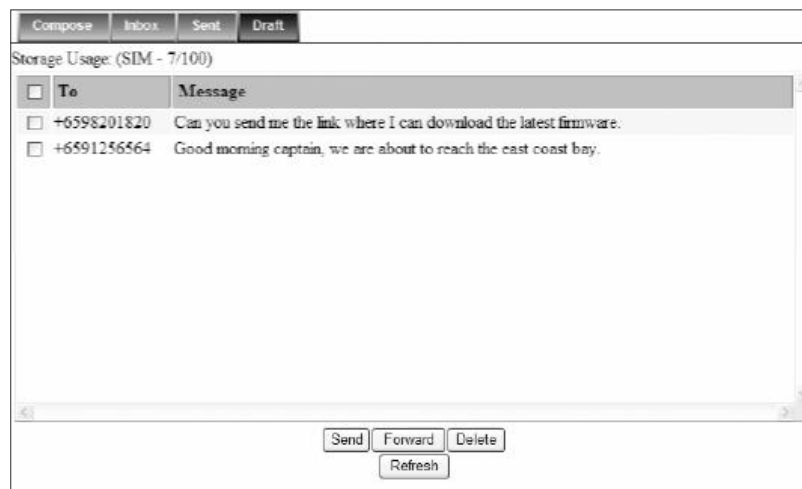 Compose Inbox Sent Draft
Storage Usage: (SIM - 7/100)
To Message
+6598201820 Can you send me the link where I can download the latest firmware.
+6591256564 Good morning captain, we are about to reach the east coast bay.
Send Forward Delete
Refresh